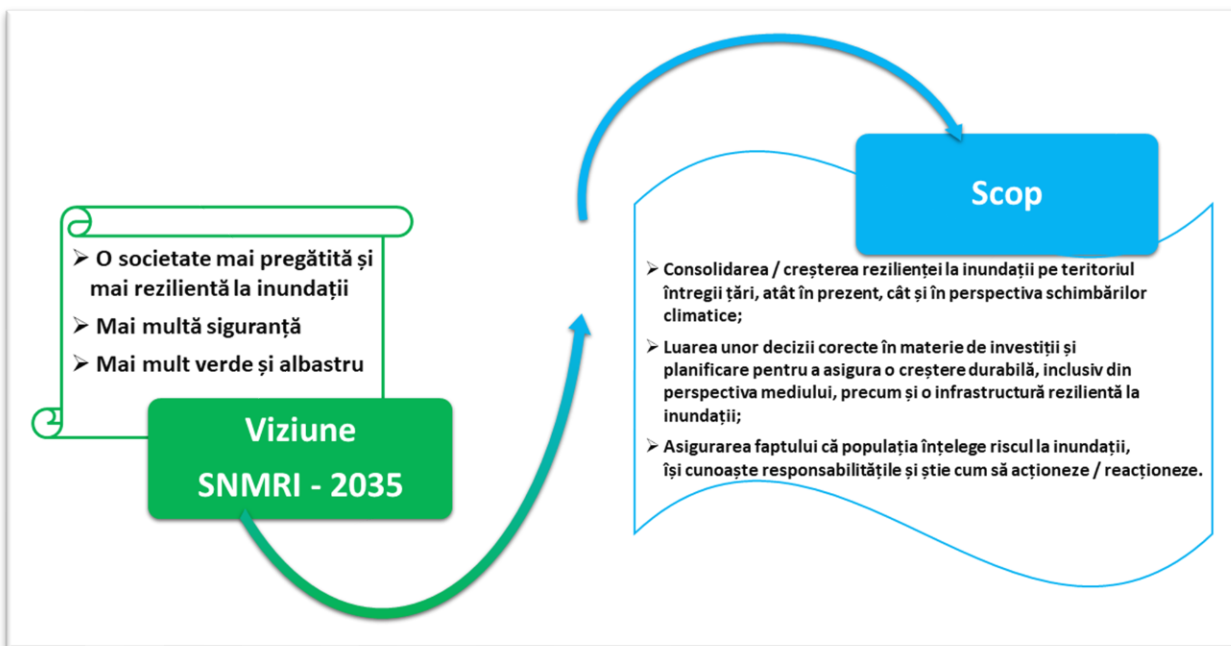 ➢ O societate mai pregătită și
mai rezilientă la inundații
➢ Mai multă siguranță
➢ Mai mult verde și albastru
Viziune
SNMRI - 2035
Scop
➢ Consolidarea / creșterea rezilienței la inundații pe teritoriul
întregii țări, atât în prezent, cât și în perspectiva schimbărilor
climatice;
➢ Luarea unor decizii corecte în materie de investiții și
planificare pentru a asigura o creștere durabilă, inclusiv din
perspectiva mediului, precum și o infrastructură rezilientă la
inundații;
➢ Asigurarea faptului că populația înțelege riscul la inundații,
își cunoaște responsabilitățile și știe cum să acționeze / reacționeze.